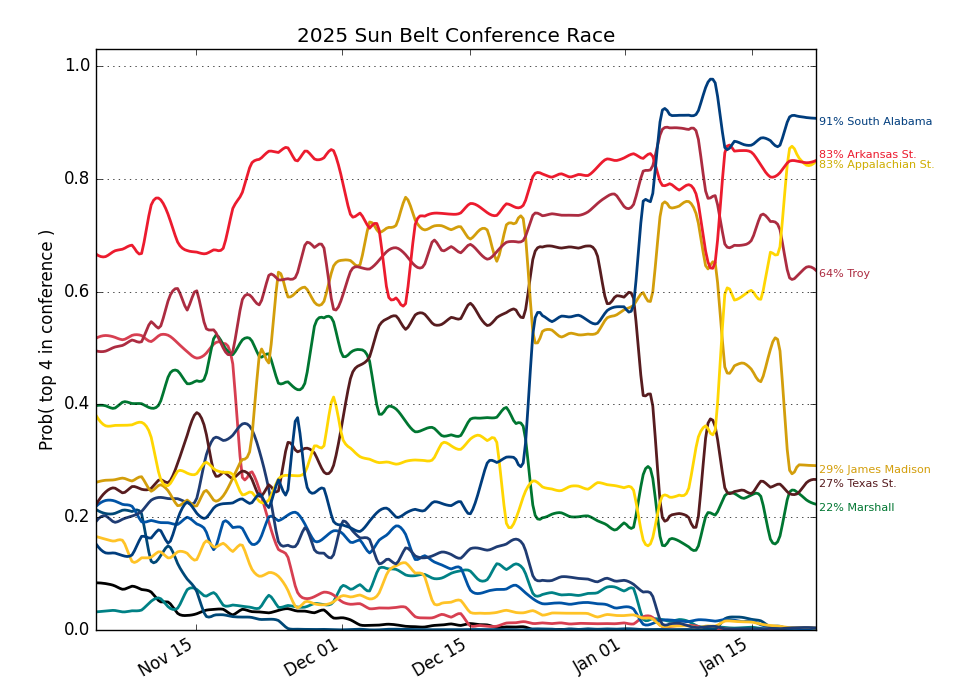 2025 Sun Belt Conference Race
Prob( top 4 in conference )
1.0
0.8
0.6
0.4
0.2
0.0
Nov 15
Dec 01
Dec 15
Jan 01
Jan 15
91% South Alabama
83% Arkansas St.
83% Appalachian St.
64% Troy
29% James Madison
27% Texas St.
22% Marshall